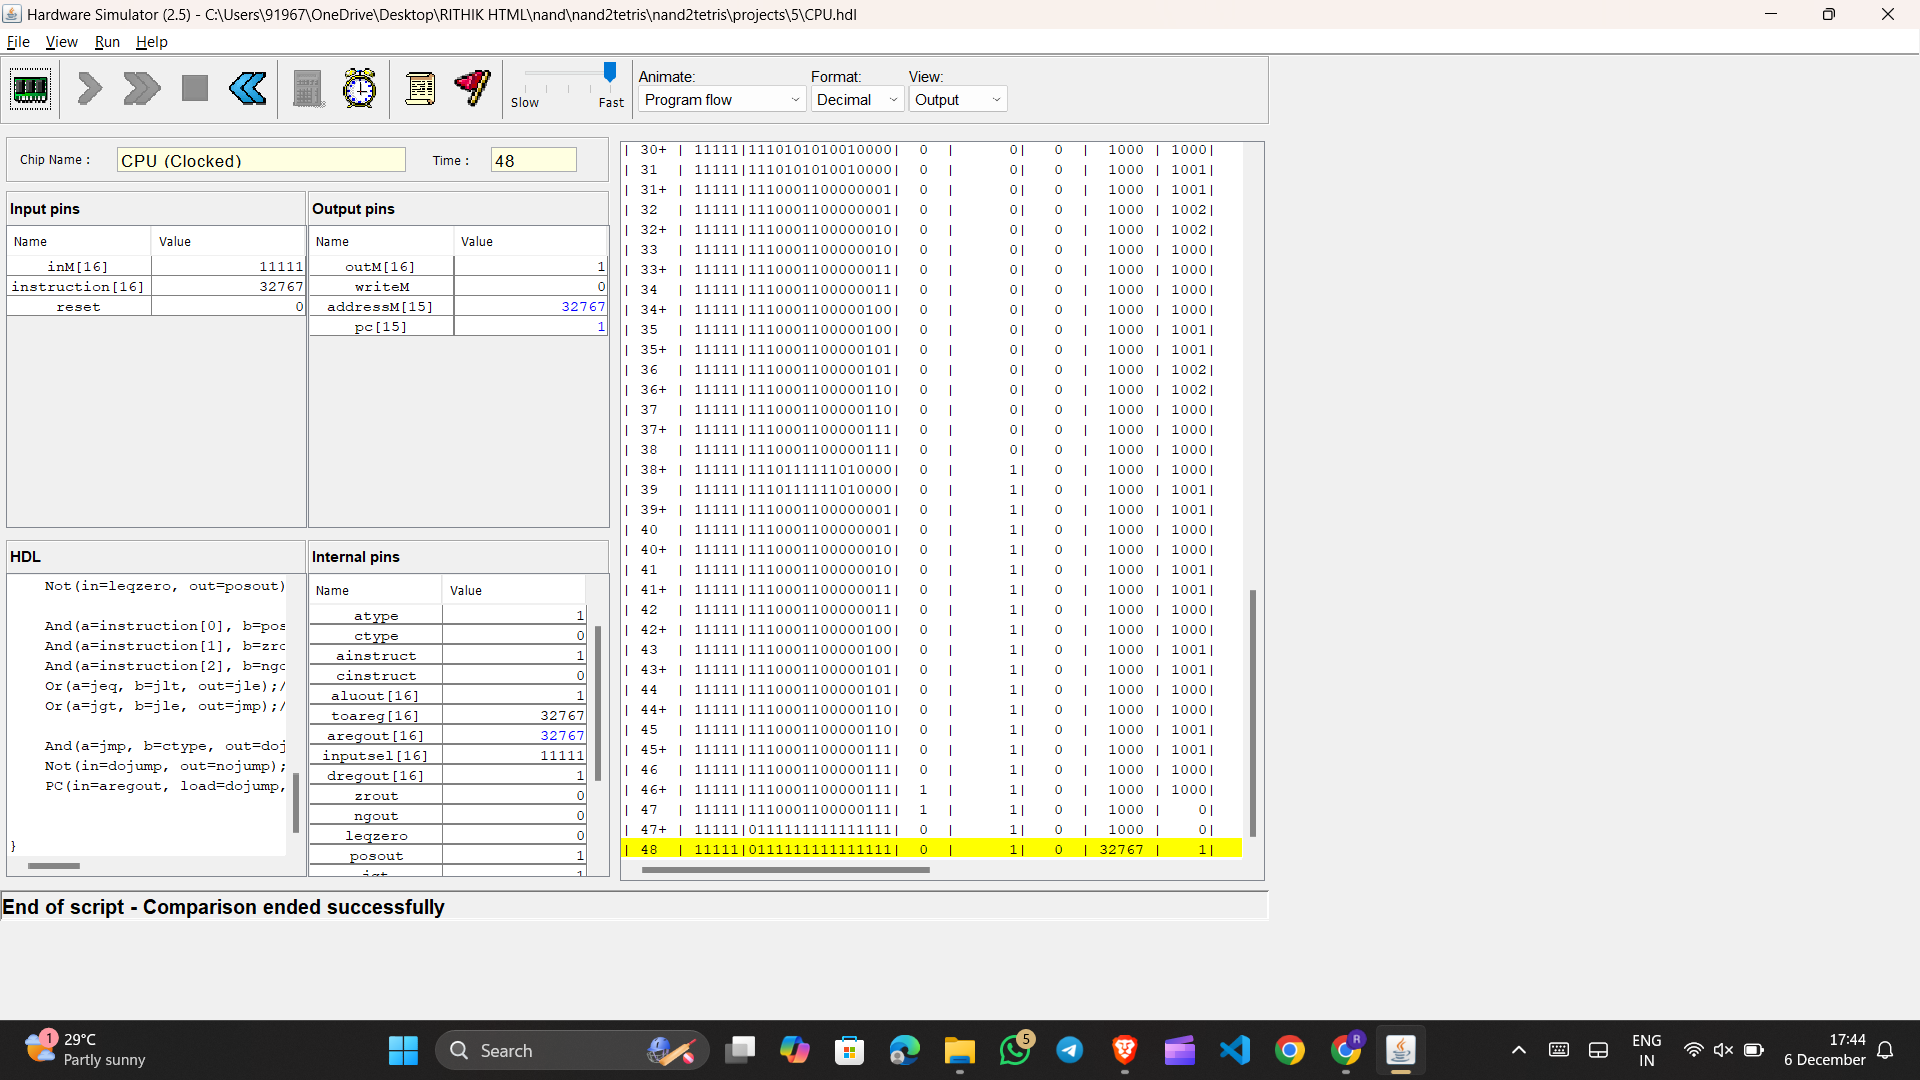 Hardware Simulator (2.5) - C:\Users\91967\OneDrive\Desktop\RITHIK HTML\nand\nand2tetris\nand2tetris\projects\5\CPU.hdl
File View Run Help
Slow Fast
Animate: Format: View:
Program flow Decimal Output
Chip Name : CPU (Clocked) Time : 48
Input pins
Name Value
inM[16] 11111
instruction[16] 32767
reset 0
Output pins
Name Value
outM[16] 1
writeM 0
addressM[15] 32767
pc[15] 1
HDL
Not(in=leqzero, out=posout)
And(a=instruction[0], b=pos
And(a=instruction[1], b=zro
And(a=instruction[2], b=ngo
Or(a=jeq, b=jlt, out=jle);/
Or(a=jgt, b=jle, out=jmp);/
And(a=jmp, b=ctype, out=doj
Not(in=dojump, out=nojump);
PC(in=aregout, load=dojump,
}
Internal pins
Name Value
atype 1
ctype 0
ainstruct 1
cinstruct 0
aluout[16] 1
toareg[16] 32767
aregout[16] 32767
inputsel[16] 11111
dregout[16] 1
zrout 0
ngout 0
leqzero 0
posout 1
jgt 1
| 30+ | 11111|1110101010010000| 0 | 0| 0 | 1000 | 1000|
| 31 | 11111|1110101010010000| 0 | 0| 0 | 1000 | 1001|
| 31+ | 11111|1110001100000001| 0 | 0| 0 | 1000 | 1001|
| 32 | 11111|1110001100000001| 0 | 0| 0 | 1000 | 1002|
| 32+ | 11111|1110001100000010| 0 | 0| 0 | 1000 | 1002|
| 33 | 11111|1110001100000010| 0 | 0| 0 | 1000 | 1000|
| 33+ | 11111|1110001100000011| 0 | 0| 0 | 1000 | 1000|
| 34 | 11111|1110001100000011| 0 | 0| 0 | 1000 | 1000|
| 34+ | 11111|1110001100000100| 0 | 0| 0 | 1000 | 1000|
| 35 | 11111|1110001100000100| 0 | 0| 0 | 1000 | 1001|
| 35+ | 11111|1110001100000101| 0 | 0| 0 | 1000 | 1001|
| 36 | 11111|1110001100000101| 0 | 0| 0 | 1000 | 1002|
| 36+ | 11111|1110001100000110| 0 | 0| 0 | 1000 | 1002|
| 37 | 11111|1110001100000110| 0 | 0| 0 | 1000 | 1000|
| 37+ | 11111|1110001100000111| 0 | 0| 0 | 1000 | 1000|
| 38 | 11111|1110001100000111| 0 | 0| 0 | 1000 | 1000|
| 38+ | 11111|1110111111010000| 0 | 1| 0 | 1000 | 1000|
| 39 | 11111|1110111111010000| 0 | 1| 0 | 1000 | 1001|
| 39+ | 11111|1110001100000001| 0 | 1| 0 | 1000 | 1001|
| 40 | 11111|1110001100000001| 0 | 1| 0 | 1000 | 1000|
| 40+ | 11111|1110001100000010| 0 | 1| 0 | 1000 | 1000|
| 41 | 11111|1110001100000010| 0 | 1| 0 | 1000 | 1001|
| 41+ | 11111|1110001100000011| 0 | 1| 0 | 1000 | 1001|
| 42 | 11111|1110001100000011| 0 | 1| 0 | 1000 | 1000|
| 42+ | 11111|1110001100000100| 0 | 1| 0 | 1000 | 1000|
| 43 | 11111|1110001100000100| 0 | 1| 0 | 1000 | 1001|
| 43+ | 11111|1110001100000101| 0 | 1| 0 | 1000 | 1001|
| 44 | 11111|1110001100000101| 0 | 1| 0 | 1000 | 1000|
| 44+ | 11111|1110001100000110| 0 | 1| 0 | 1000 | 1000|
| 45 | 11111|1110001100000110| 0 | 1| 0 | 1000 | 1001|
| 45+ | 11111|1110001100000111| 0 | 1| 0 | 1000 | 1001|
| 46 | 11111|1110001100000111| 0 | 1| 0 | 1000 | 1000|
| 46+ | 11111|1110001100000111| 1 | 1| 0 | 1000 | 1000|
| 47 | 11111|1110001100000111| 1 | 1| 0 | 1000 | 0|
| 47+ | 11111|0111111111111111| 0 | 1| 0 | 1000 | 0|
| 48 | 11111|0111111111111111| 0 | 1| 0 | 32767 | 1|
End of script - Comparison ended successfully
1
29°C
Partly sunny
Search
5
R
ENG
IN
17:44
6 December